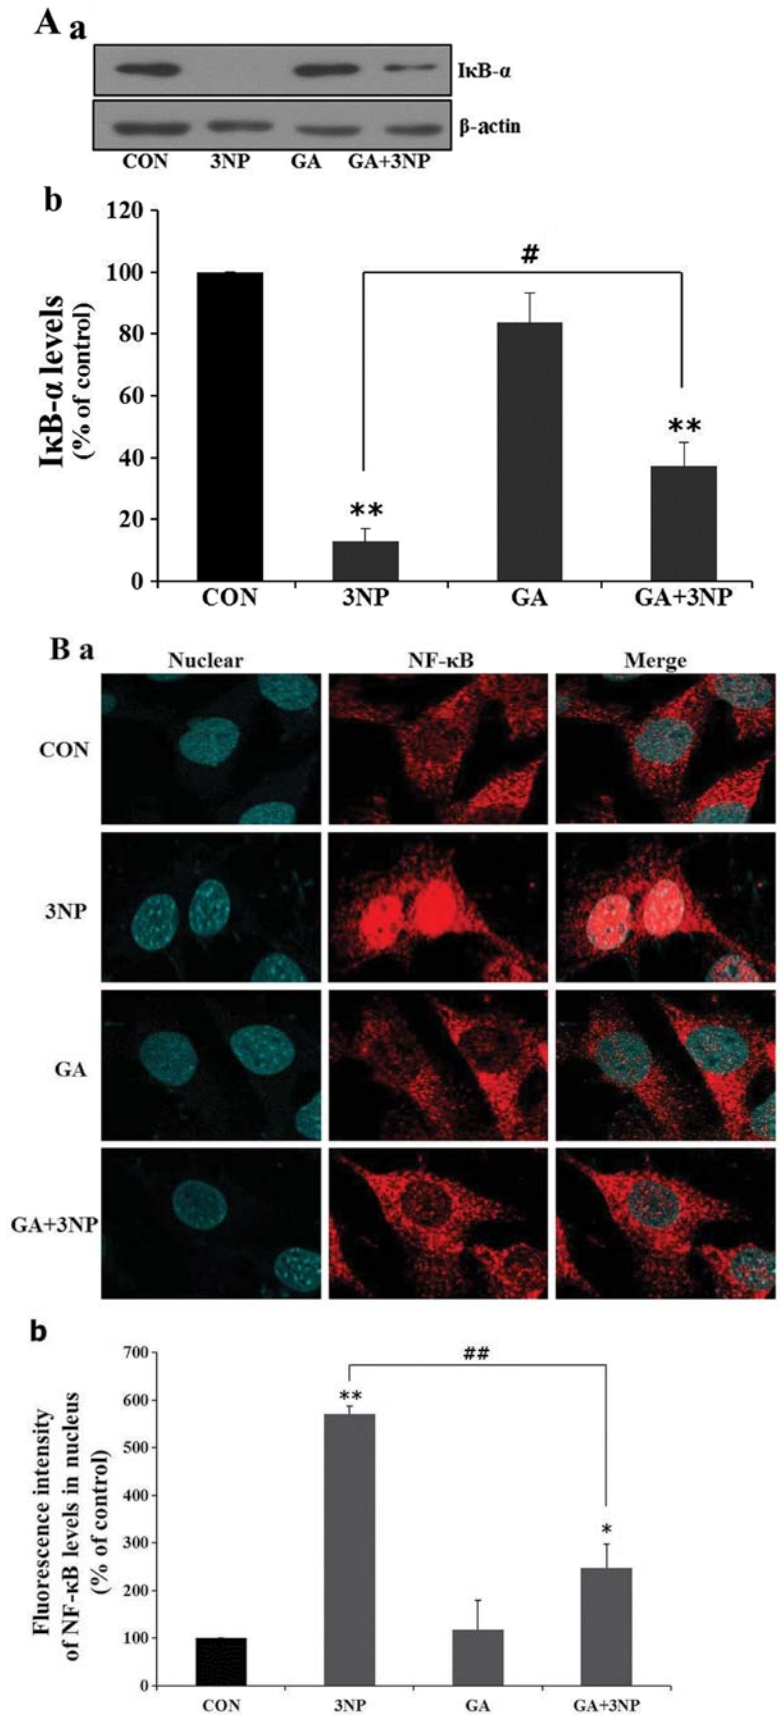 A a
IκB-α
β-actin
CON 3NP GA GA+3NP
b
120
100
80
60
40
20
0
IκB-α levels
(% of control)
#
**
**
CON 3NP GA GA+3NP
B a
Nuclear NF-κB Merge
CON
3NP
GA
GA+3NP
b
700
600
500
400
300
200
100
0
Fluorescence intensity
of NF-κB levels in nucleus
(% of control)
##
**
*
CON 3NP GA GA+3NP